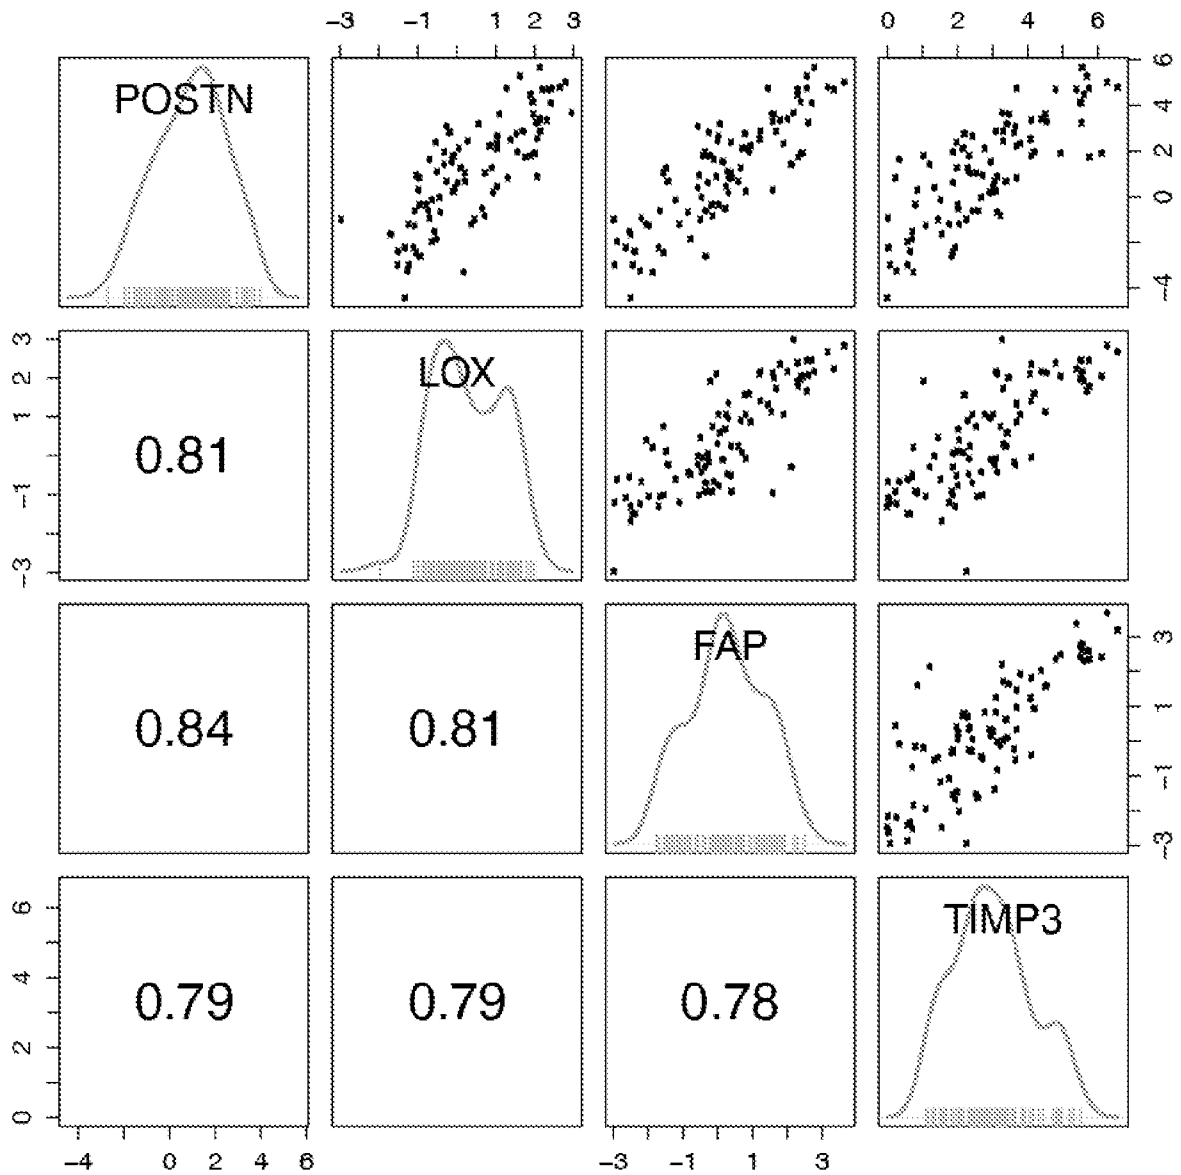 -3 -1 1 2 3 0 2 4 6
POSTN
-4 0 2 4 6
3 2 1 -1 -3
LOX
0.81
FAP
0.84
0.81
-3 -1 1 3
TIMP3
0.79
0.79
0.78
0 2 4 6
-4 0 2 4 6 -3 -1 1 3